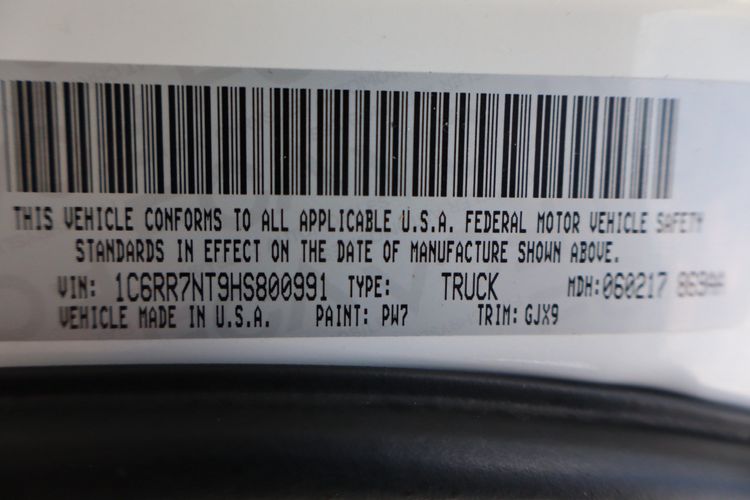 THIS VEHICLE CONFORMS TO ALL APPLICABLE U.S.A. FEDERAL MOTOR VEHICLE SAFETY
STANDARDS IN EFFECT ON THE DATE OF MANUFACTURE SHOWN ABOVE.
VIN: 1C6RR7NT9HS800991 TYPE: TRUCK MDH: 060217 869AA
VEHICLE MADE IN U.S.A. PAINT: PW7 TRIM: GJX9